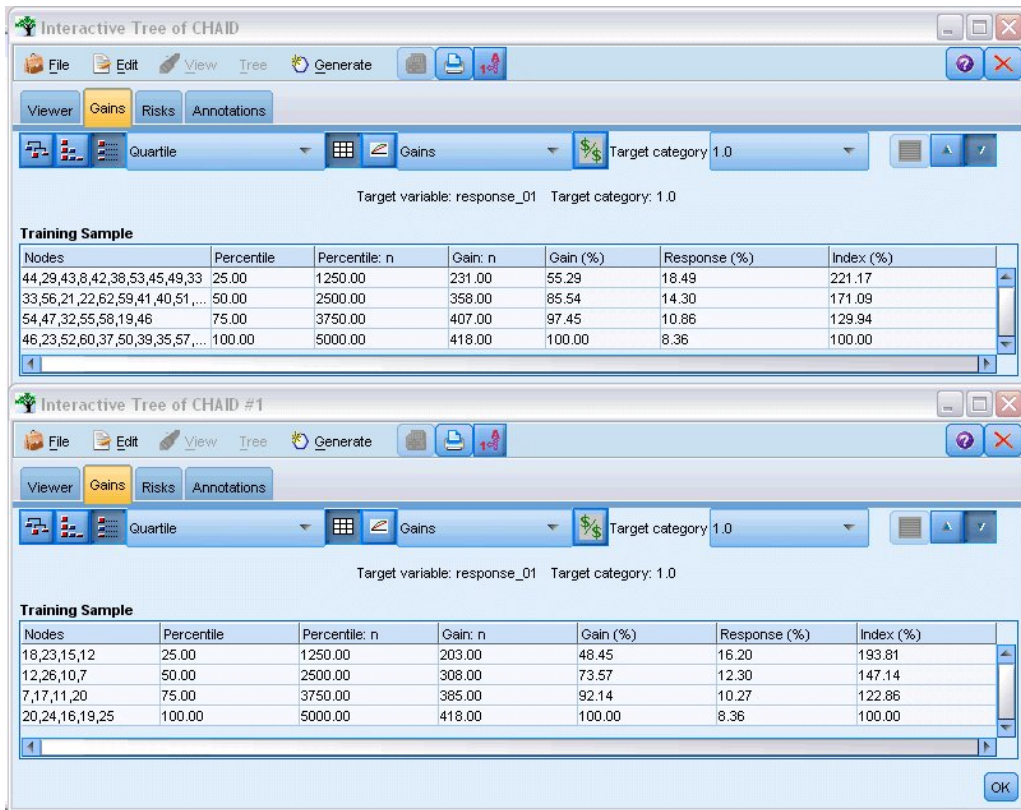 Interactive Tree of CHAID
File Edit View Tree Generate
Viewer Gains Risks Annotations
Quartile Gains $/$ Target category 1.0
Target variable: response_01 Target category: 1.0
Training Sample
Nodes Percentile Percentile: n Gain: n Gain (%) Response (%) Index (%)
44,29,43,8,42,38,53,45,49,33 25.00 1250.00 231.00 55.29 18.49 221.17
33,56,21,22,62,59,41,40,51,... 50.00 2500.00 358.00 85.54 14.30 171.09
54,47,32,55,58,19,46 75.00 3750.00 407.00 97.45 10.86 129.94
46,23,52,60,37,50,39,35,57,... 100.00 5000.00 418.00 100.00 8.36 100.00
Interactive Tree of CHAID #1
File Edit View Tree Generate
Viewer Gains Risks Annotations
Quartile Gains $/$ Target category 1.0
Target variable: response_01 Target category: 1.0
Training Sample
Nodes Percentile Percentile: n Gain: n Gain (%) Response (%) Index (%)
18,23,15,12 25.00 1250.00 203.00 48.45 16.20 193.81
12,26,10,7 50.00 2500.00 308.00 73.57 12.30 147.14
7,17,11,20 75.00 3750.00 385.00 92.14 10.27 122.86
20,24,16,19,25 100.00 5000.00 418.00 100.00 8.36 100.00
OK